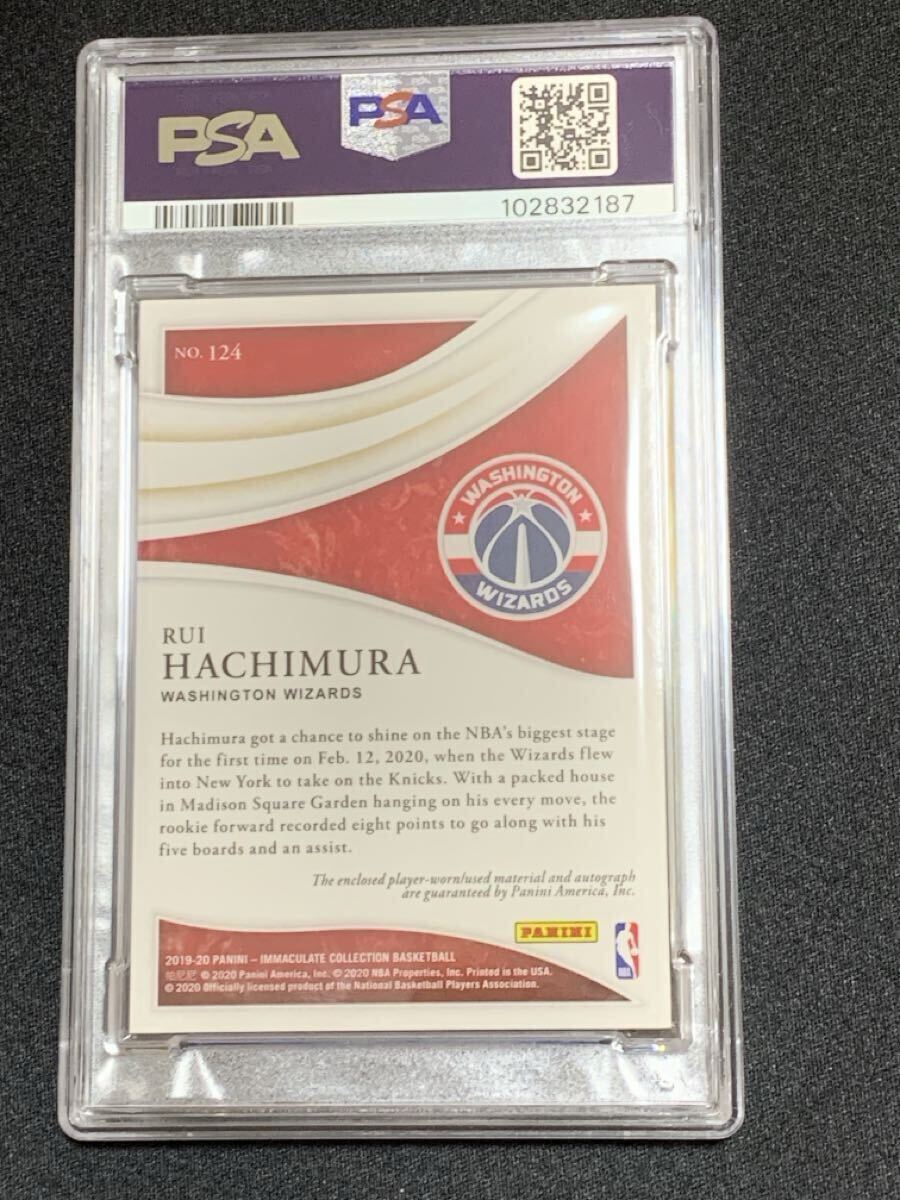 PSA
PSA
102832187
NO. 124
WASHINGTON
WIZARDS
RUI
HACHIMURA
WASHINGTON WIZARDS
Hachimura got a chance to shine on the NBA's biggest stage
for the first time on Feb. 12, 2020, when the Wizards flew
into New York to take on the Knicks. With a packed house
in Madison Square Garden hanging on his every move, the
rookie forward recorded eight points to go along with his
five boards and an assist.
The enclosed player-worn/used material and autograph
are guaranteed by Panini America, Inc.
PANINI
NBA
2019-20 PANINI – IMMACULATE COLLECTION BASKETBALL
帕尼尼 © 2020 Panini America, Inc. © 2020 NBA Properties, Inc. Printed in the USA.
© 2020 Officially licensed product of the National Basketball Players Association.